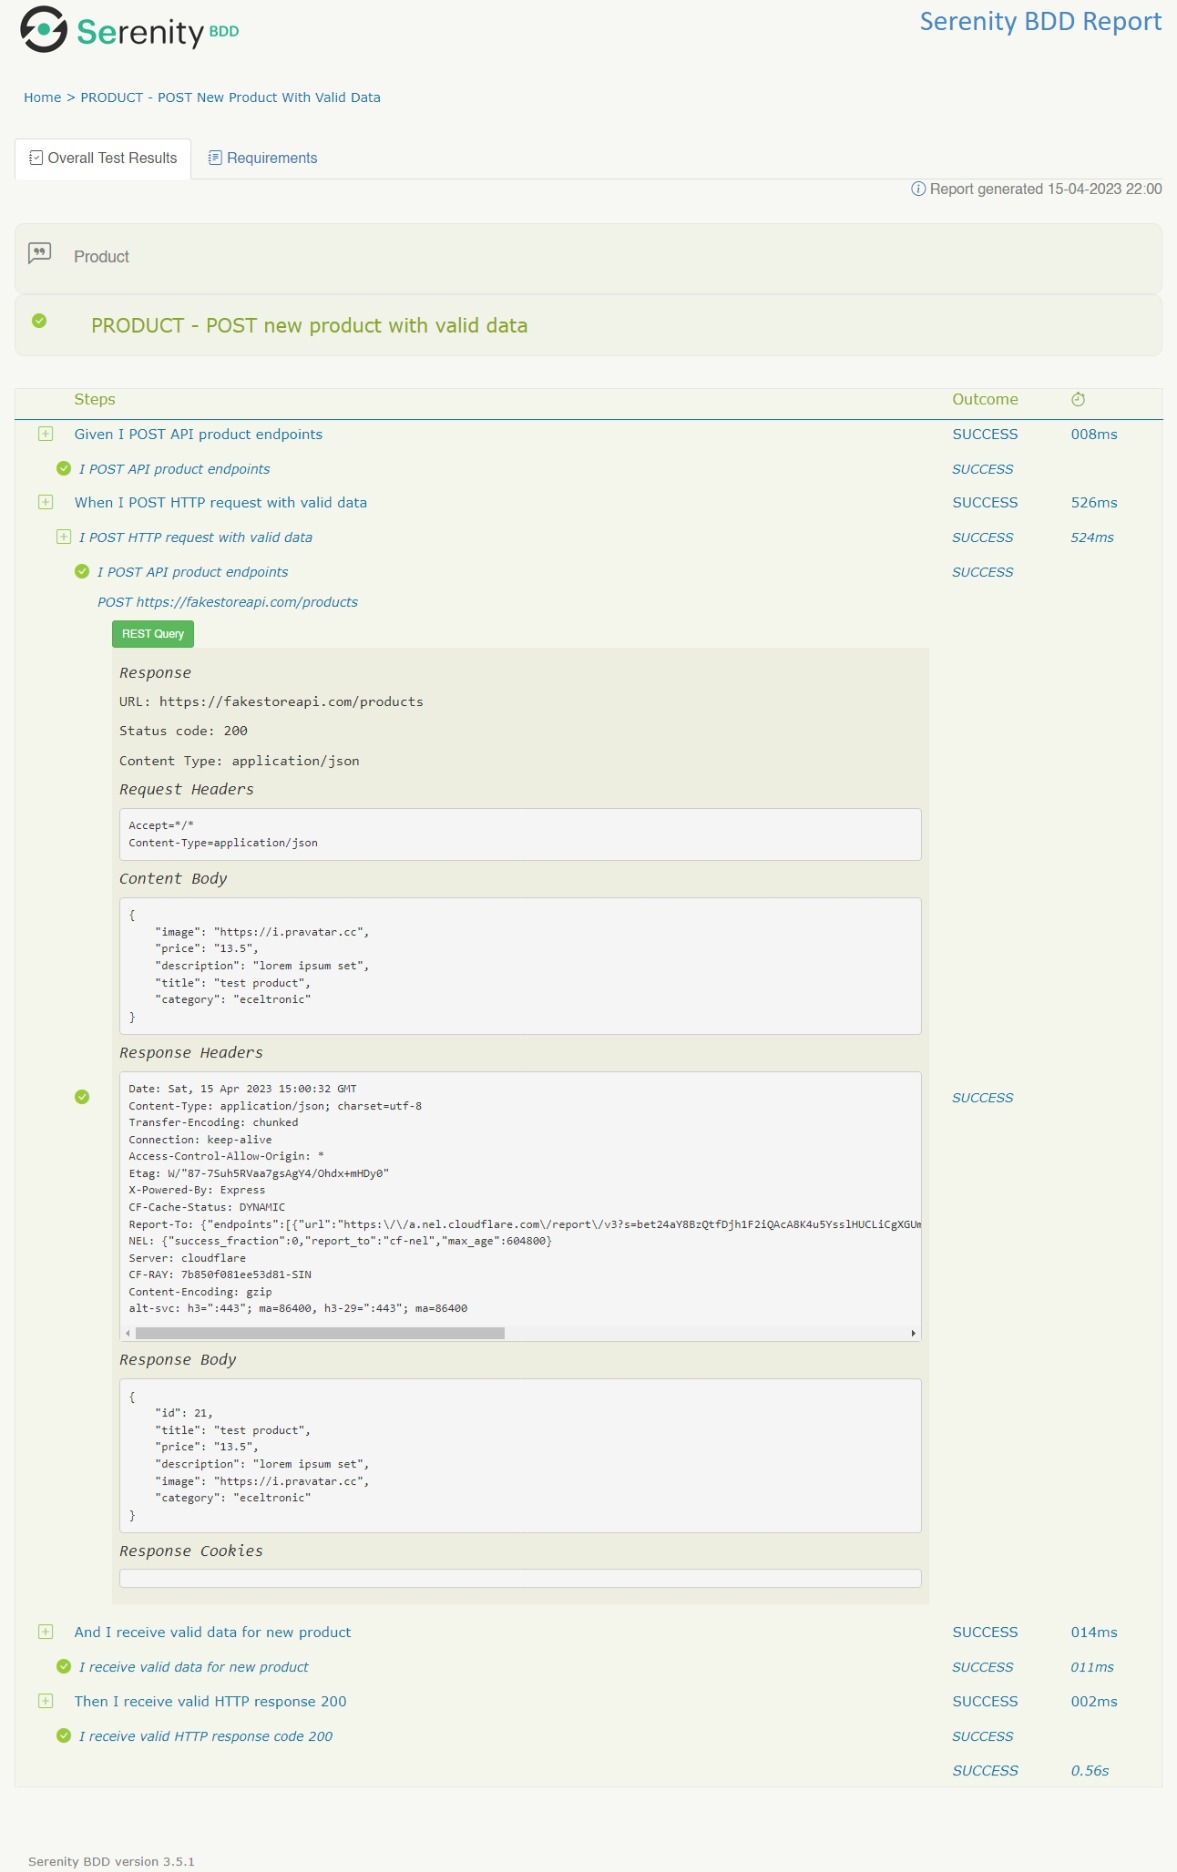 Serenity BDD
Serenity BDD Report
Home > PRODUCT - POST New Product With Valid Data
Overall Test Results
Requirements
Report generated 15-04-2023 22:00
Product
PRODUCT - POST new product with valid data
Steps Outcome
Given I POST API product endpoints SUCCESS 008ms
I POST API product endpoints SUCCESS
When I POST HTTP request with valid data SUCCESS 526ms
I POST HTTP request with valid data SUCCESS 524ms
I POST API product endpoints SUCCESS
POST https://fakestoreapi.com/products
REST Query
Response
URL: https://fakestoreapi.com/products
Status code: 200
Content Type: application/json
Request Headers
Accept=*/*
Content-Type=application/json
Content Body
{
"image": "https://i.pravatar.cc",
"price": "13.5",
"description": "lorem ipsum set",
"title": "test product",
"category": "eceltronic"
}
Response Headers
Date: Sat, 15 Apr 2023 15:00:32 GMT
Content-Type: application/json; charset=utf-8
Transfer-Encoding: chunked
Connection: keep-alive
Access-Control-Allow-Origin: *
Etag: W/"87-7Suh5RVaa7gsAgY4/Ohdx+mHDy0"
X-Powered-By: Express
CF-Cache-Status: DYNAMIC
Report-To: {"endpoints":[{"url":"https:\/\/a.nel.cloudflare.com\/report\/v3?s=bet24aY8BzQtfDjh1F2iQAcA8K4u5YsslHUCLiCgXGUm
NEL: {"success_fraction":0,"report_to":"cf-nel","max_age":604800}
Server: cloudflare
CF-RAY: 7b850f081ee53d81-SIN
Content-Encoding: gzip
alt-svc: h3=":443"; ma=86400, h3-29=":443"; ma=86400
SUCCESS
Response Body
{
"id": 21,
"title": "test product",
"price": "13.5",
"description": "lorem ipsum set",
"image": "https://i.pravatar.cc",
"category": "eceltronic"
}
Response Cookies
And I receive valid data for new product SUCCESS 014ms
I receive valid data for new product SUCCESS 011ms
Then I receive valid HTTP response 200 SUCCESS 002ms
I receive valid HTTP response code 200 SUCCESS
SUCCESS 0.56s
Serenity BDD version 3.5.1